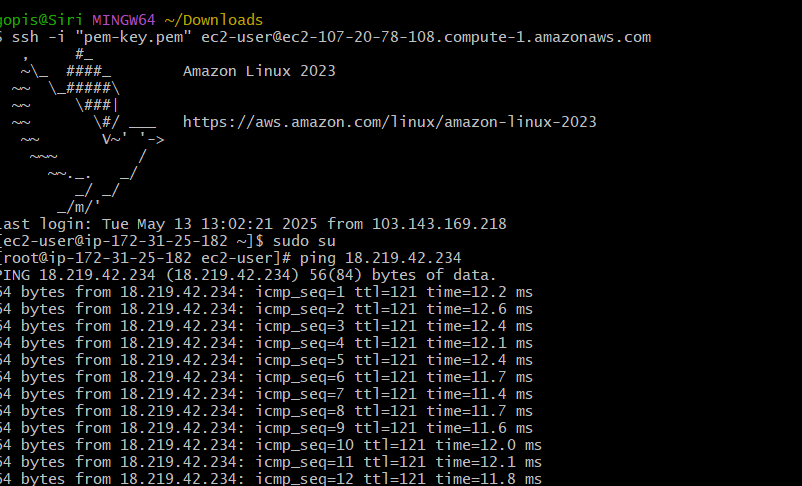 gopis@Siri MINGW64 ~/Downloads
$ ssh -i "pem-key.pem" ec2-user@ec2-107-20-78-108.compute-1.amazonaws.com
   ,     #_
   ~\_  ####_        Amazon Linux 2023
  ~~  \_#####\
  ~~     \###|
  ~~       \#/ ___   https://aws.amazon.com/linux/amazon-linux-2023
   ~~       V~' '->
    ~~~         /
      ~~._.   _/
         _/ _/
       _/m/'
Last login: Tue May 13 13:02:21 2025 from 103.143.169.218
[ec2-user@ip-172-31-25-182 ~]$ sudo su
[root@ip-172-31-25-182 ec2-user]# ping 18.219.42.234
PING 18.219.42.234 (18.219.42.234) 56(84) bytes of data.
64 bytes from 18.219.42.234: icmp_seq=1 ttl=121 time=12.2 ms
64 bytes from 18.219.42.234: icmp_seq=2 ttl=121 time=12.6 ms
64 bytes from 18.219.42.234: icmp_seq=3 ttl=121 time=12.4 ms
64 bytes from 18.219.42.234: icmp_seq=4 ttl=121 time=12.1 ms
64 bytes from 18.219.42.234: icmp_seq=5 ttl=121 time=12.4 ms
64 bytes from 18.219.42.234: icmp_seq=6 ttl=121 time=11.7 ms
64 bytes from 18.219.42.234: icmp_seq=7 ttl=121 time=11.4 ms
64 bytes from 18.219.42.234: icmp_seq=8 ttl=121 time=11.7 ms
64 bytes from 18.219.42.234: icmp_seq=9 ttl=121 time=11.6 ms
64 bytes from 18.219.42.234: icmp_seq=10 ttl=121 time=12.0 ms
64 bytes from 18.219.42.234: icmp_seq=11 ttl=121 time=12.1 ms
64 bytes from 18.219.42.234: icmp_seq=12 ttl=121 time=11.8 ms